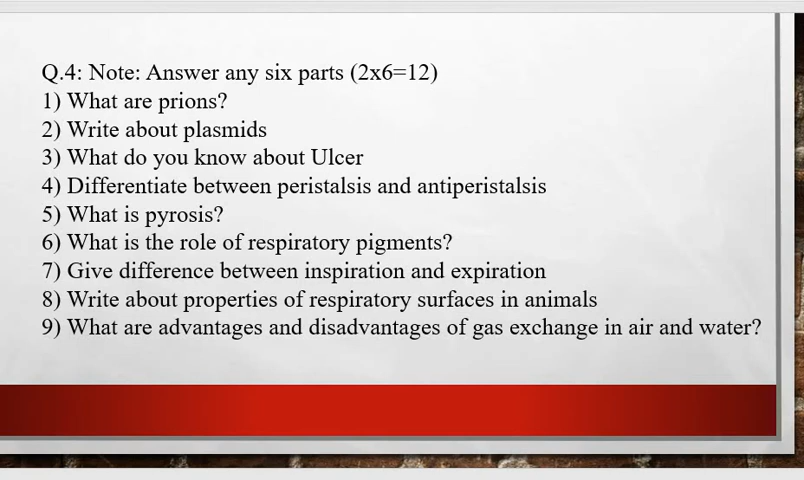 Q.4: Note: Answer any six parts (2x6=12)
1) What are prions?
2) Write about plasmids
3) What do you know about Ulcer
4) Differentiate between peristalsis and antiperistalsis
5) What is pyrosis?
6) What is the role of respiratory pigments?
7) Give difference between inspiration and expiration
8) Write about properties of respiratory surfaces in animals
9) What are advantages and disadvantages of gas exchange in air and water?